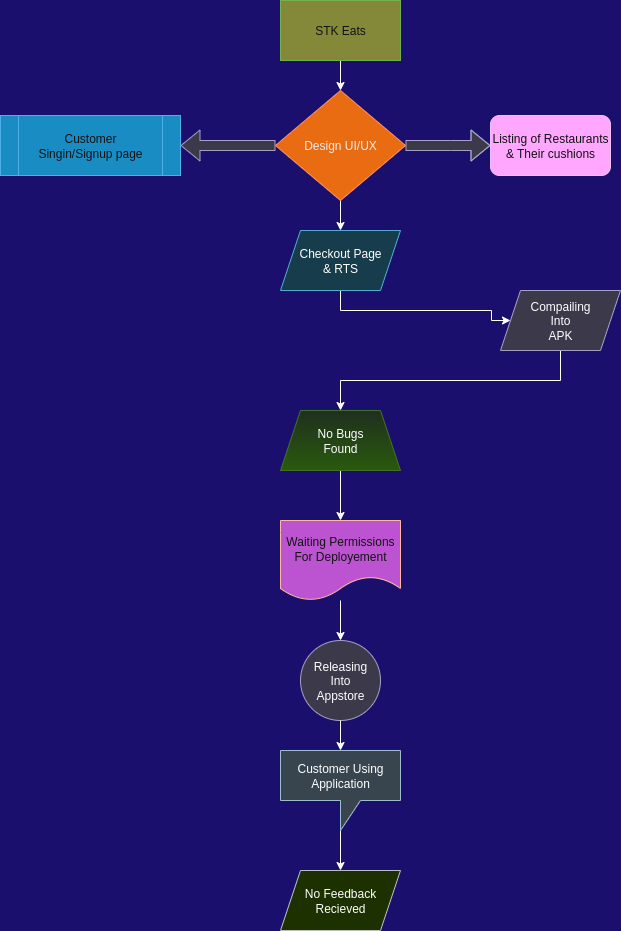 STK Eats
Customer
Singin/Signup page
Design UI/UX
Listing of Restaurants
& Their cushions
Checkout Page
& RTS
Compailing
Into
APK
No Bugs
Found
Waiting Permissions
For Deployement
Releasing
Into
Appstore
Customer Using
Application
No Feedback
Recieved